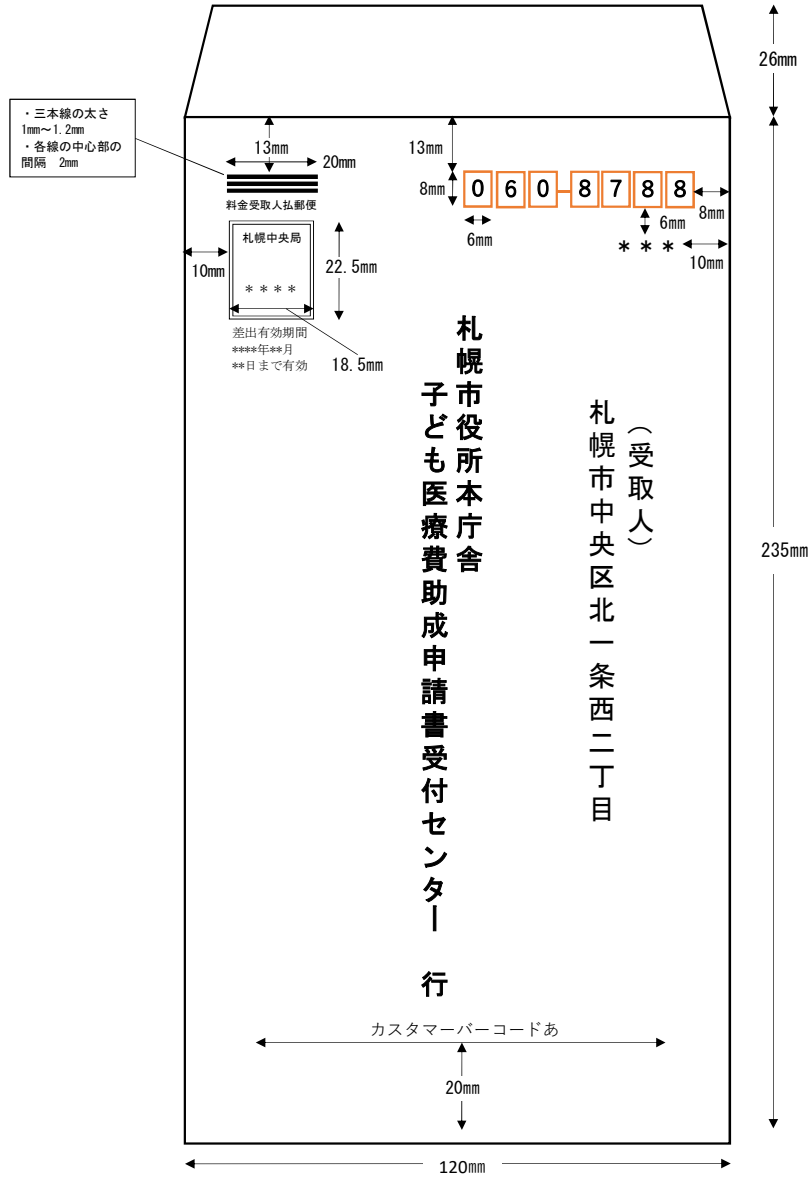 26mm
・三本線の太さ
1mm～1.2mm
・各線の中心部の
間隔　2mm
13mm
20mm
料金受取人払郵便
札幌中央局
＊＊＊＊
10mm
22.5mm
18.5mm
差出有効期間
****年**月
**日まで有効
13mm
8mm
060-8788
6mm
6mm
8mm
＊＊＊
10mm
（受取人）
札幌市中央区北一条西二丁目
札幌市役所本庁舎
子ども医療費助成申請書受付センター　行
235mm
カスタマーバーコードあ
20mm
120mm